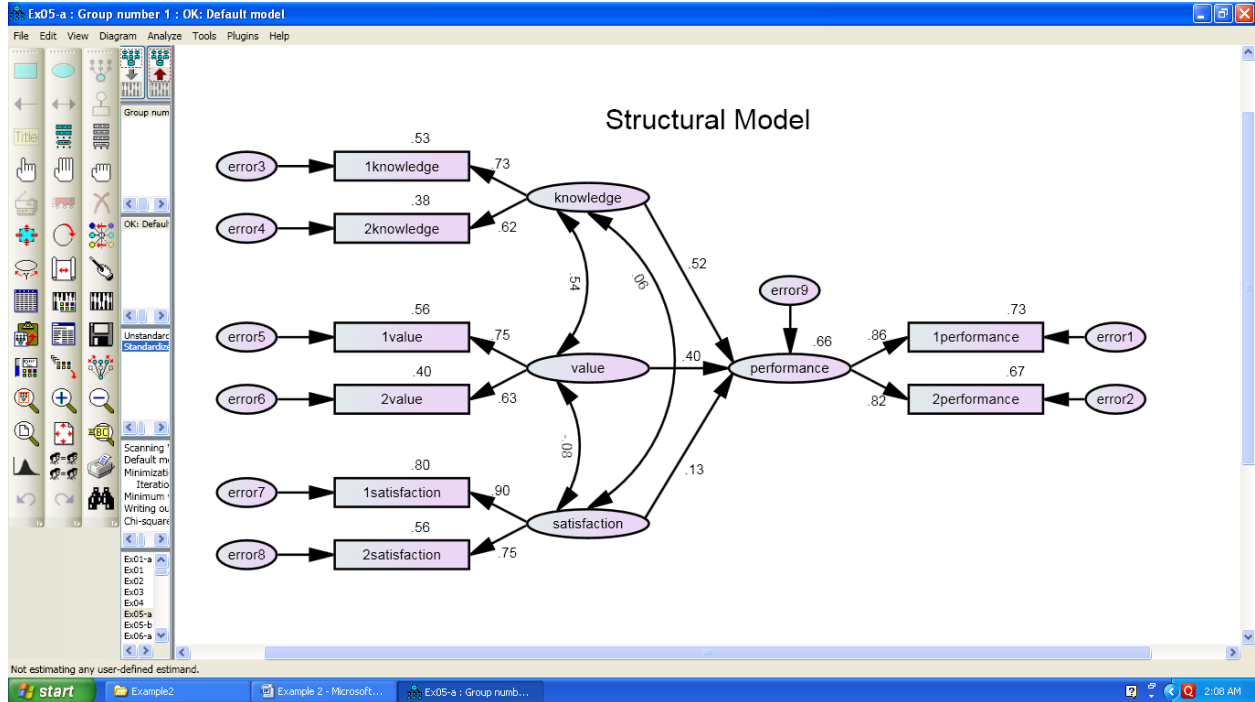 Ex05-a : Group number 1 : OK: Default model
File Edit View Diagram Analyze Tools Plugins Help
Title
Group num
OK: Defaul
Unstandarc
Standardize
Scanning
Default m
Minimizati
Iteratio
Minimum
Writing ou
Chi-square
Ex01-a
Ex01
Ex02
Ex03
Ex04
Ex05-a
Ex05-b
Ex06-a
Structural Model
.53
error3 1knowledge .73
knowledge
.38
error4 2knowledge .62
.54
.06
.52
error9
.56
error5 1value .75
value .40
.40
error6 2value .63
.66
performance
.73
.86 1performance error1
.67
.82 2performance error2
-.08
.13
.80
error7 1satisfaction .90
satisfaction
.56
error8 2satisfaction .75
Not estimating any user-defined estimand.
start Example2 Example 2 - Microsoft... Ex05-a : Group numb... 2:08 AM